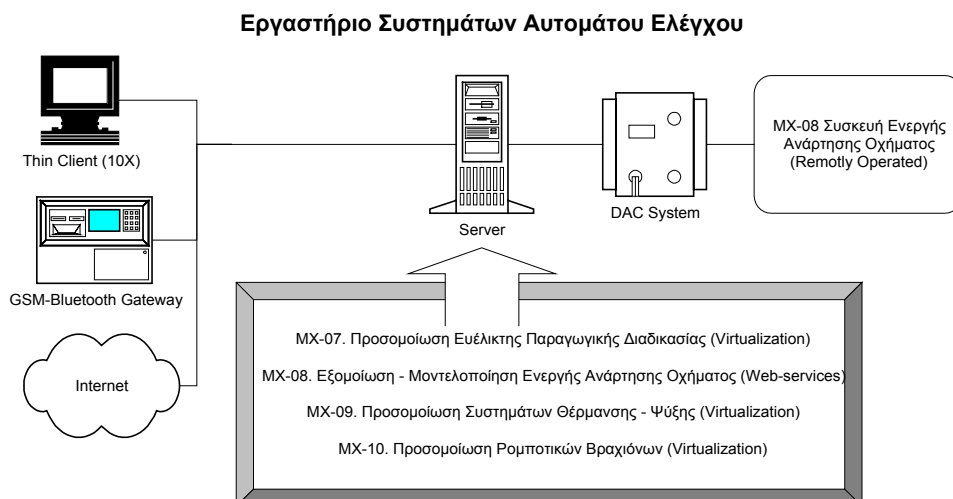 Εργαστήριο Συστημάτων Αυτομάτου Ελέγχου
Thin Client (10X)
GSM-Bluetooth Gateway
Internet
Server
DAC System
MX-08 Συσκευή Ενεργής
Ανάρτησης Οχήματος
(Remotly Operated)
MX-07. Προσομοίωση Ευέλικτης Παραγωγικής Διαδικασίας (Virtualization)
MX-08. Εξομοίωση - Μοντελοποίηση Ενεργής Ανάρτησης Οχήματος (Web-services)
MX-09. Προσομοίωση Συστημάτων Θέρμανσης - Ψύξης (Virtualization)
MX-10. Προσομοίωση Ρομποτικών Βραχιόνων (Virtualization)